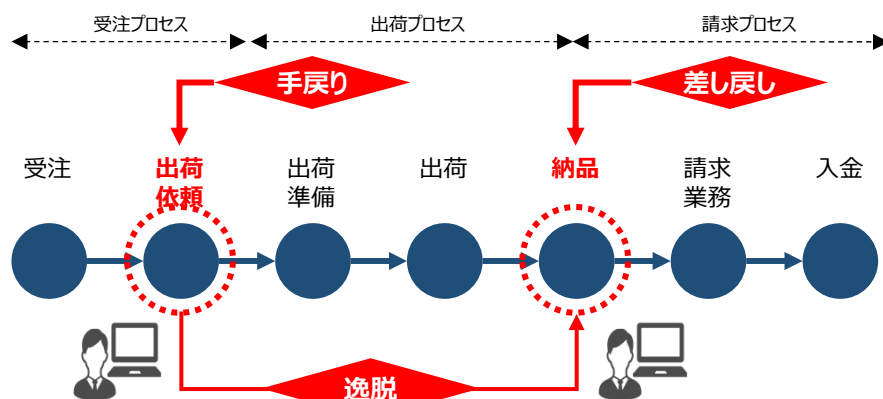 受注プロセス
出荷プロセス
請求プロセス
手戻り
差し戻し
受注
出荷
依頼
出荷
準備
出荷
納品
請求
業務
入金
逸脱